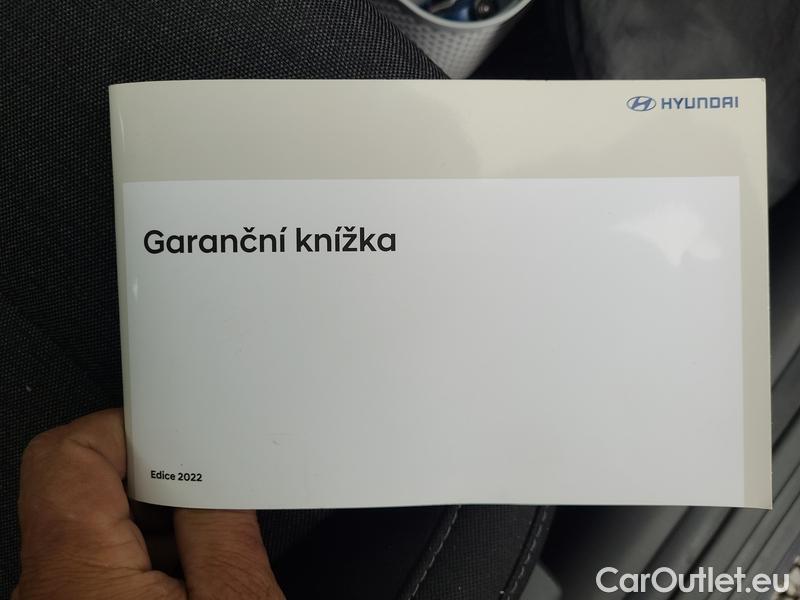 HYUNDAI
Garanční knížka
Edice 2022
CarOutlet.eu